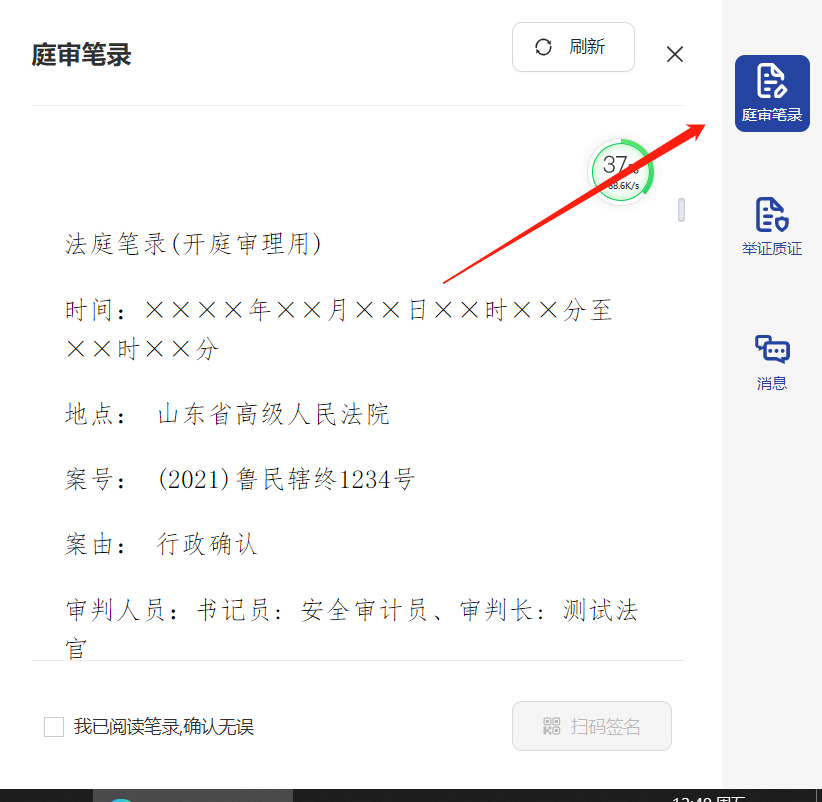 庭审笔录
刷新
庭审笔录
37%
法庭笔录(开庭审理用)
举证质证
时间：××××年××月××日××时××分至
××时××分
消息
地点： 山东省高级人民法院
案号： (2021)鲁民辖终1234号
案由： 行政确认
审判人员：书记员：安全审计员、审判长：测试法
官
我已阅读笔录,确认无误
扫码签名